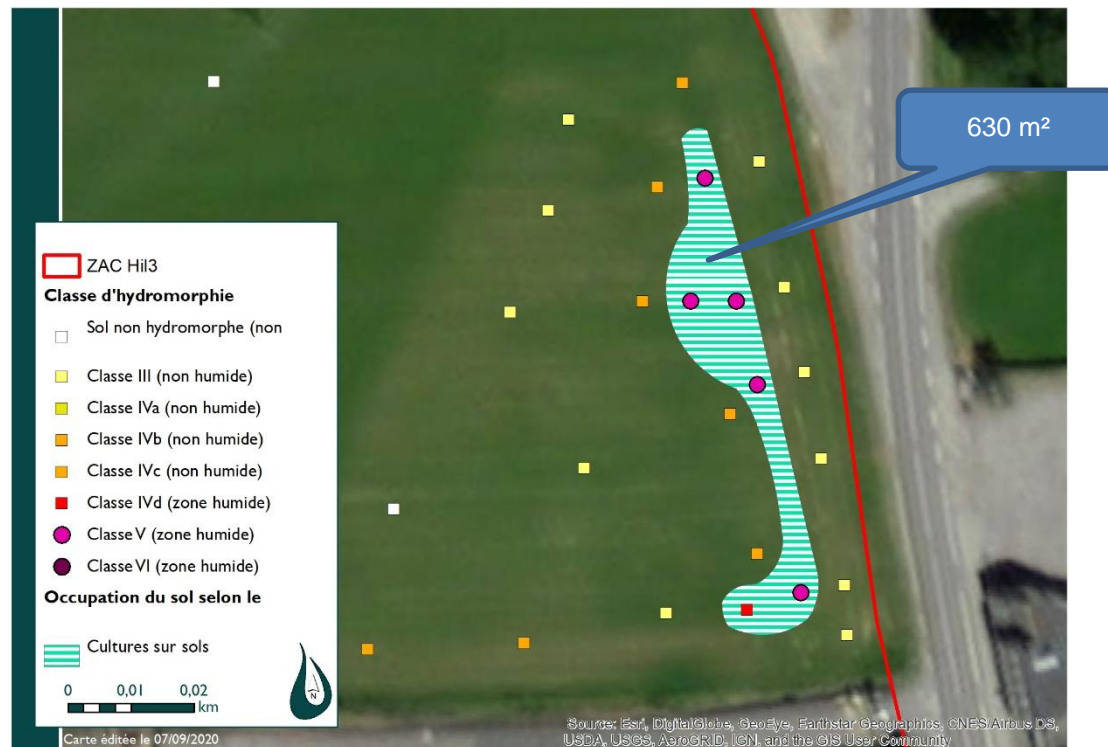 630 m²
ZAC Hil3
Classe d'hydromorphie
Sol non hydromorphe (non
Classe III (non humide)
Classe IVa (non humide)
Classe IVb (non humide)
Classe IVc (non humide)
Classe IVd (zone humide)
Classe V (zone humide)
Classe VI (zone humide)
Occupation du sol selon le
Cultures sur sols
0 0,01 0,02
km
N
Carte éditée le 07/09/2020
Source: Esri, DigitalGlobe, GeoEye, Earthstar Geographics, CNES/Airbus DS,
USDA, USGS, AeroGRID, IGN, and the GIS User Community